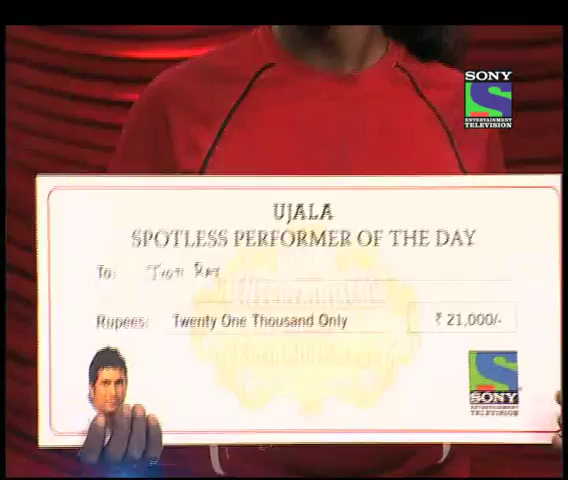 SONY
ENTERTAINMENT
TELEVISION
UJALA
SPOTLESS PERFORMER OF THE DAY
To:
Rupees: Twenty One Thousand Only ₹ 21,000/-
SONY
ENTERTAINMENT
TELEVISION